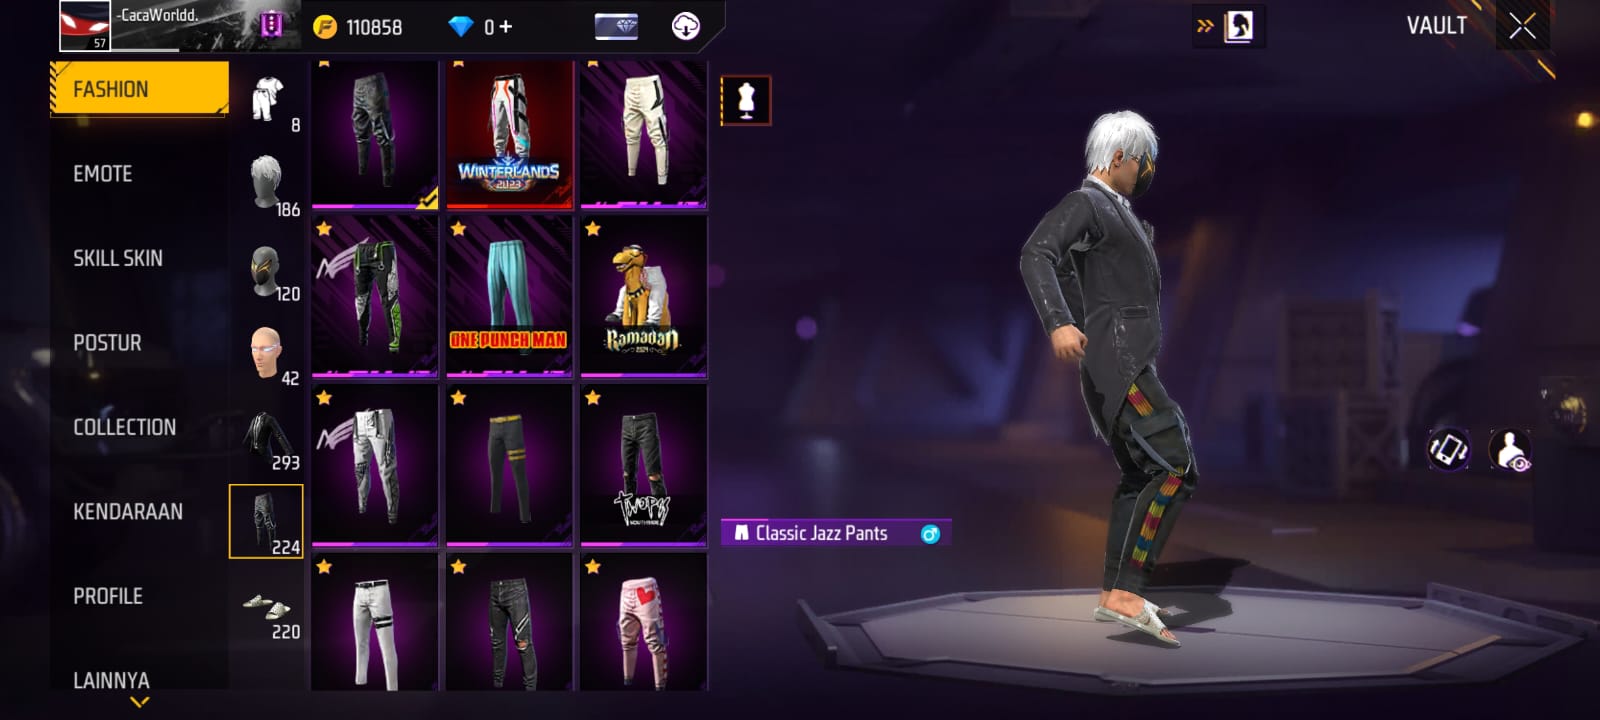 -CacaWorldd.
57
110858
0 +
VAULT
FASHION
EMOTE
SKILL SKIN
POSTUR
COLLECTION
KENDARAAN
PROFILE
LAINNYA
8
186
120
42
293
224
220
WINTERLANDS
2023
ONE PUNCH MAN
Ramadan
2024
Classic Jazz Pants